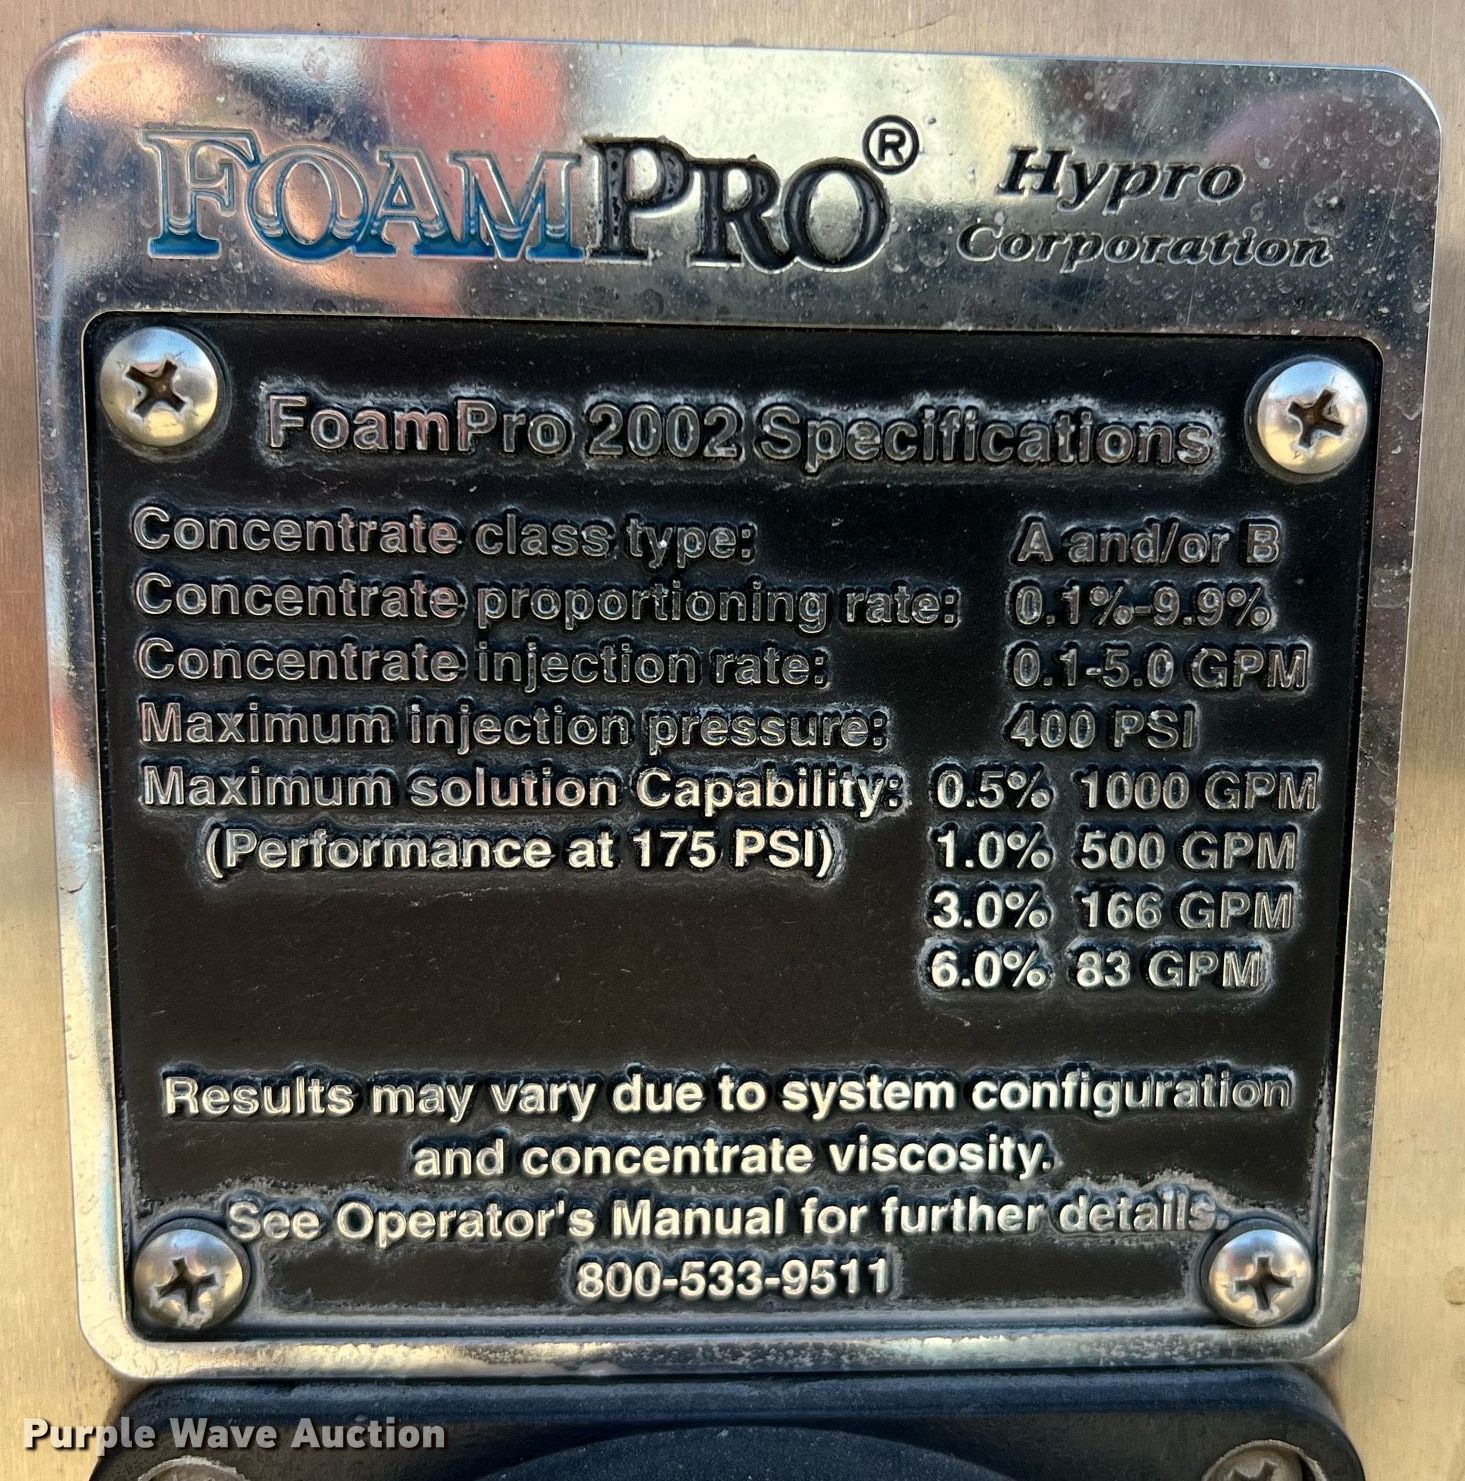 FOAMPRO® Hypro
Corporation
FoamPro 2002 Specifications
Concentrate class type: A and/or B
Concentrate proportioning rate: 0.1%-9.9%
Concentrate injection rate: 0.1-5.0 GPM
Maximum injection pressure: 400 PSI
Maximum solution Capability: 0.5% 1000 GPM
(Performance at 175 PSI) 1.0% 500 GPM
3.0% 166 GPM
6.0% 83 GPM
Results may vary due to system configuration
and concentrate viscosity.
See Operator's Manual for further details.
800-533-9511
Purple Wave Auction